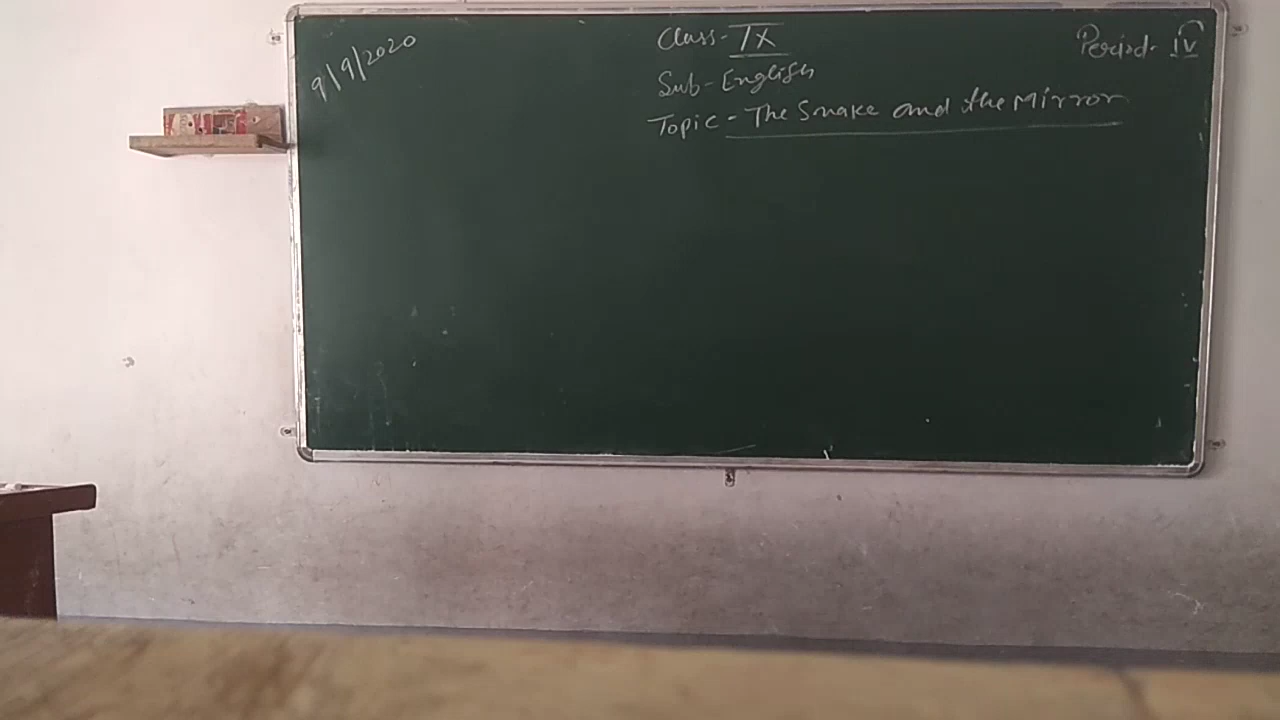 9/9/2020
Class- IX
Period- IV
Sub- English
Topic - The Snake and the Mirror